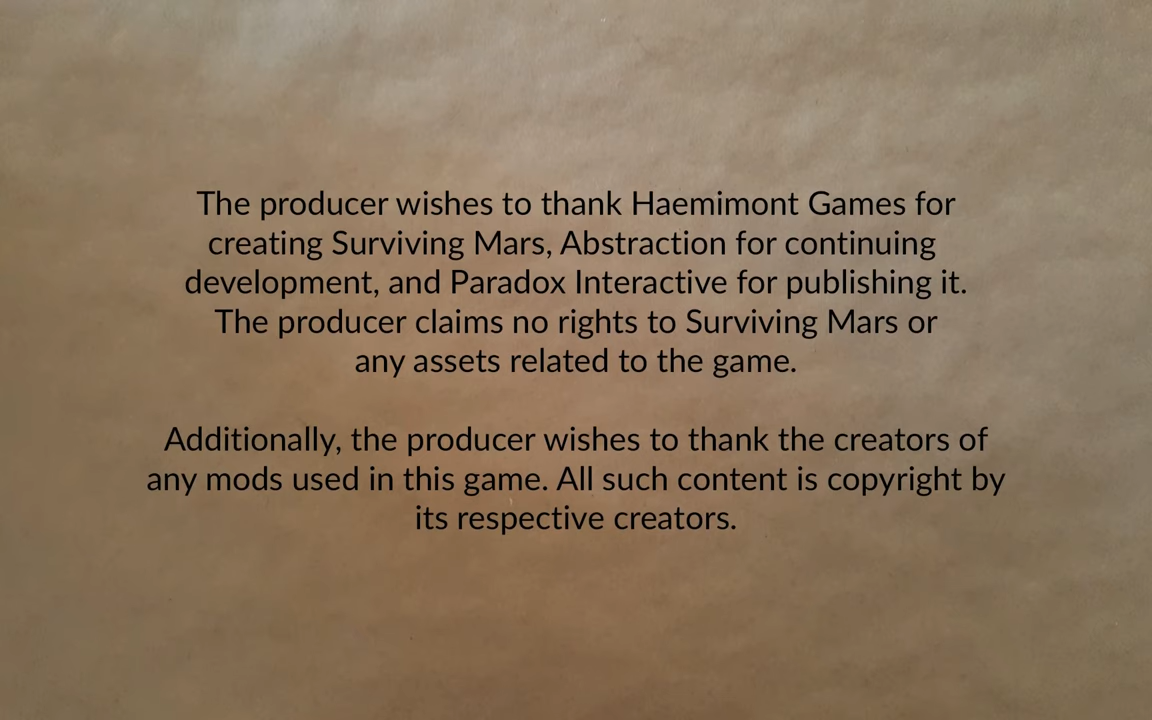 The producer wishes to thank Haemimont Games for
creating Surviving Mars, Abstraction for continuing
development, and Paradox Interactive for publishing it.
The producer claims no rights to Surviving Mars or
any assets related to the game.
Additionally, the producer wishes to thank the creators of
any mods used in this game. All such content is copyright by
its respective creators.